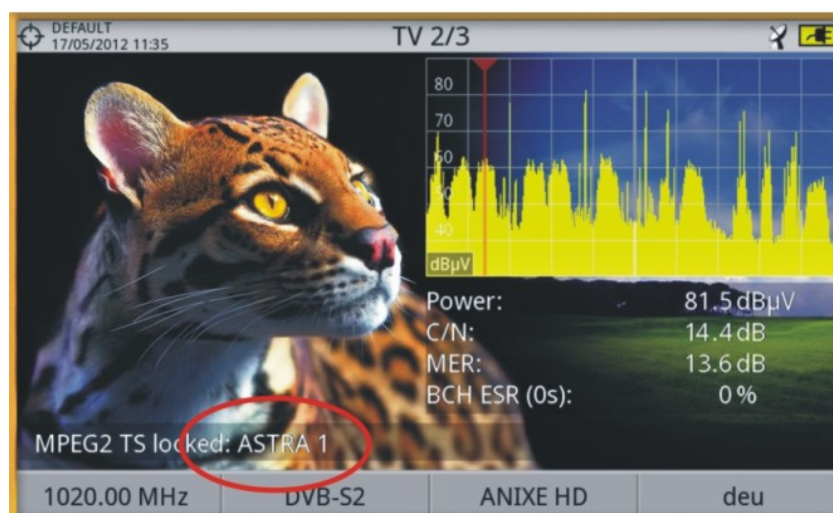 DEFAULT
17/05/2012 11:35
TV 2/3
80
70
60
50
40
dBµV
Power: 81.5 dBµV
C/N: 14.4 dB
MER: 13.6 dB
BCH ESR (0s): 0 %
MPEG2 TS locked: ASTRA 1
1020.00 MHz DVB-S2 ANIXE HD deu